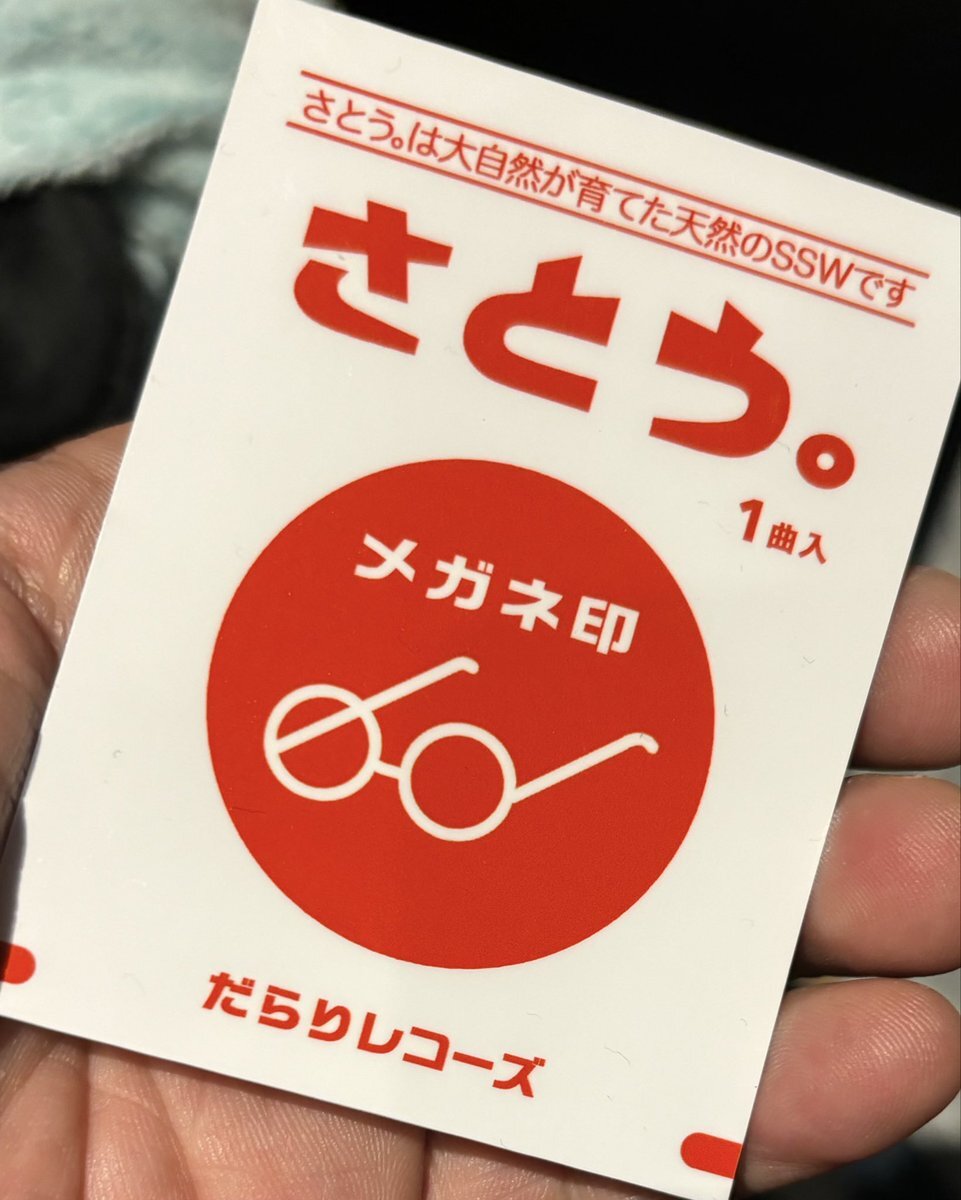 さとう。は大自然が育てた天然のSSWです
さとう。
1曲入
メガネ印
だらりレコーズ